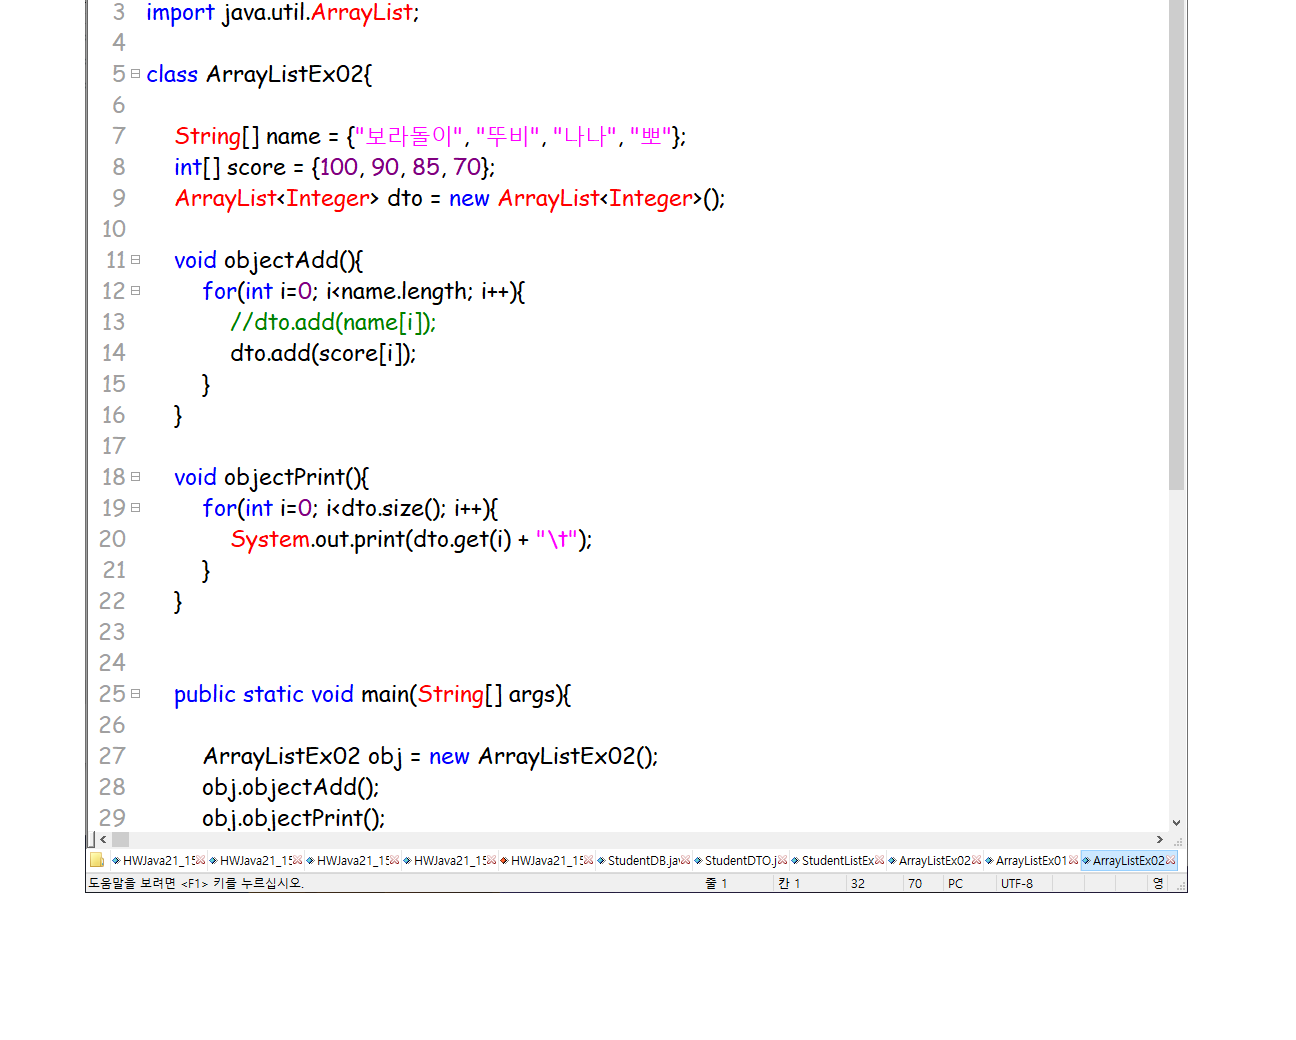 3 import java.util.ArrayList;
4
5 class ArrayListEx02{
6
7 String[] name = {"보라돌이", "뚜비", "나나", "뽀"};
8 int[] score = {100, 90, 85, 70};
9 ArrayList<Integer> dto = new ArrayList<Integer>();
10
11 void objectAdd(){
12 for(int i=0; i<name.length; i++){
13 //dto.add(name[i]);
14 dto.add(score[i]);
15 }
16 }
17
18 void objectPrint(){
19 for(int i=0; i<dto.size(); i++){
20 System.out.print(dto.get(i) + "\t");
21 }
22 }
23
24
25 public static void main(String[] args){
26
27 ArrayListEx02 obj = new ArrayListEx02();
28 obj.objectAdd();
29 obj.objectPrint();
HWJava21_15 HWJava21_15 HWJava21_15 HWJava21_15 HWJava21_15 StudentDB.jav StudentDTO.j StudentListEx ArrayListEx02 ArrayListEx01 ArrayListEx02
도움말을 보려면 <F1> 키를 누르십시오. 줄 1 칸 1 32 70 PC UTF-8 영